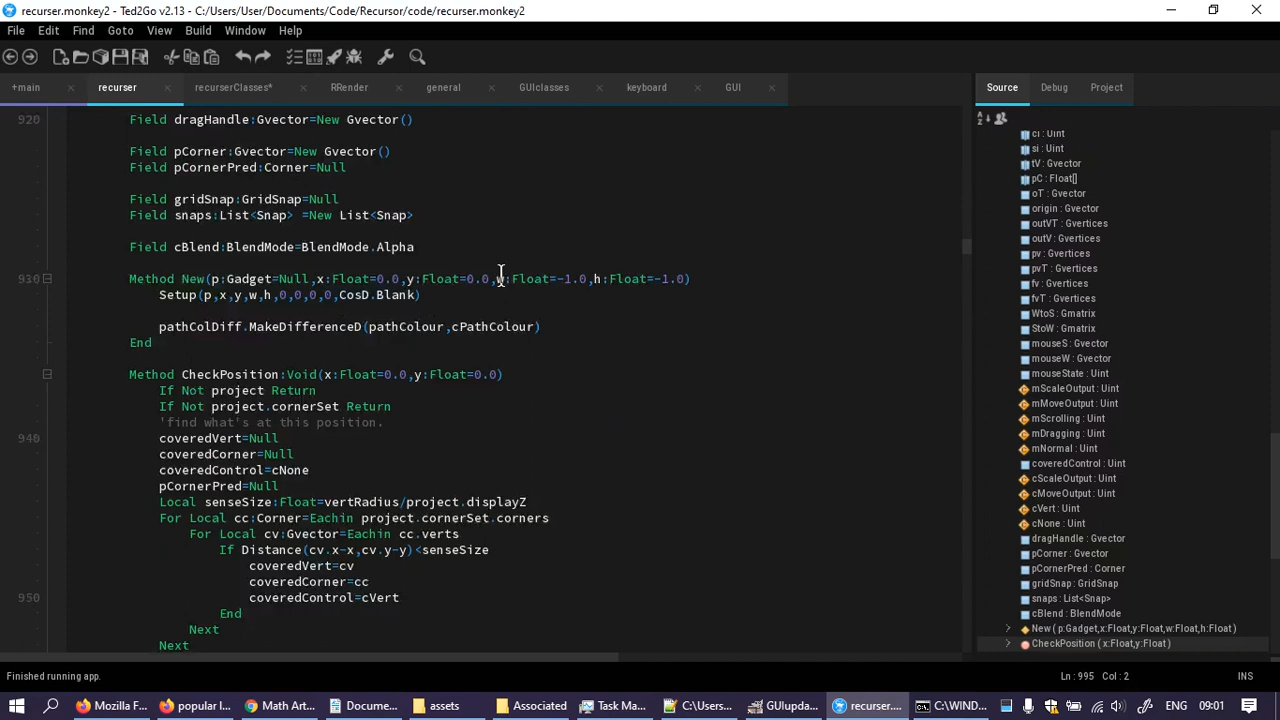 recurser.monkey2 - Ted2Go v2.13 - C:/Users/User/Documents/Code/Recursor/code/recurser.monkey2
File Edit Find Goto View Build Window Help
+main recurser recurserClasses* RRender general GUIclasses keyboard GUI Source Debug Project
920 Field dragHandle:Gvector=New Gvector()
Field pCorner:Gvector=New Gvector()
Field pCornerPred:Corner=Null
Field gridSnap:GridSnap=Null
Field snaps:List<Snap> =New List<Snap>
Field cBlend:BlendMode=BlendMode.Alpha
930 Method New(p:Gadget=Null,x:Float=0.0,y:Float=0.0,w:Float=-1.0,h:Float=-1.0)
Setup(p,x,y,w,h,0,0,0,0,CosD.Blank)
pathColDiff.MakeDifferenceD(pathColour,cPathColour)
End
Method CheckPosition:Void(x:Float=0.0,y:Float=0.0)
If Not project Return
If Not project.cornerSet Return
'find what's at this position.
940 coveredVert=Null
coveredCorner=Null
coveredControl=cNone
pCornerPred=Null
Local senseSize:Float=vertRadius/project.displayZ
For Local cc:Corner=Eachin project.cornerSet.corners
For Local cv:Gvector=Eachin cc.verts
If Distance(cv.x-x,cv.y-y)<senseSize
coveredVert=cv
coveredCorner=cc
950 coveredControl=cVert
End
Next
Next
ci : Uint
si : Uint
tV : Gvector
pC : Float[]
oT : Gvector
origin : Gvector
outVT : Gvertices
outV : Gvertices
pv : Gvertices
pvT : Gvertices
fv : Gvertices
fvT : Gvertices
WtoS : Gmatrix
StoW : Gmatrix
mouseS : Gvector
mouseW : Gvector
mouseState : Uint
mScaleOutput : Uint
mMoveOutput : Uint
mScrolling : Uint
mDragging : Uint
mNormal : Uint
coveredControl : Uint
cScaleOutput : Uint
cMoveOutput : Uint
cVert : Uint
cNone : Uint
dragHandle : Gvector
pCorner : Gvector
pCornerPred : Corner
gridSnap : GridSnap
snaps : List<Snap>
cBlend : BlendMode
New ( p:Gadget,x:Float,y:Float,w:Float,h:Float )
CheckPosition ( x:Float,y:Float )
Finished running app. Ln : 995 Col : 2 INS
Mozilla F... popular l... Math Art... Docume... assets Associated Task Ma... C:\Users\... GUIupda... recurser.... C:\WIND... 09:01